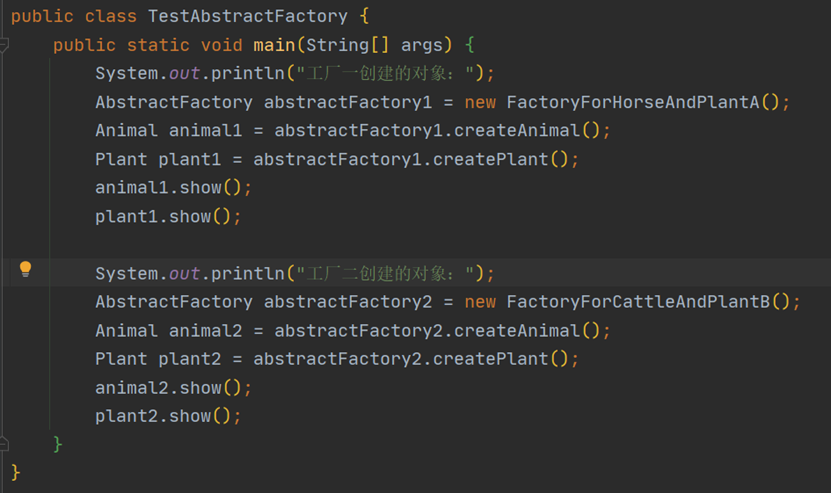 public class TestAbstractFactory {
    public static void main(String[] args) {
        System.out.println("工厂一创建的对象：");
        AbstractFactory abstractFactory1 = new FactoryForHorseAndPlantA();
        Animal animal1 = abstractFactory1.createAnimal();
        Plant plant1 = abstractFactory1.createPlant();
        animal1.show();
        plant1.show();

        System.out.println("工厂二创建的对象：");
        AbstractFactory abstractFactory2 = new FactoryForCattleAndPlantB();
        Animal animal2 = abstractFactory2.createAnimal();
        Plant plant2 = abstractFactory2.createPlant();
        animal2.show();
        plant2.show();
    }
}